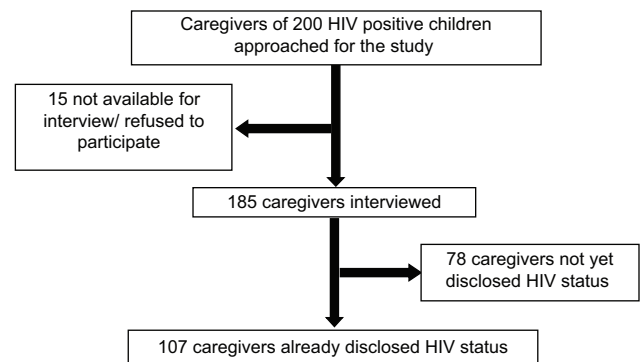 Caregivers of 200 HIV positive children
approached for the study
15 not available for
interview/ refused to
participate
185 caregivers interviewed
78 caregivers not yet
disclosed HIV status
107 caregivers already disclosed HIV status